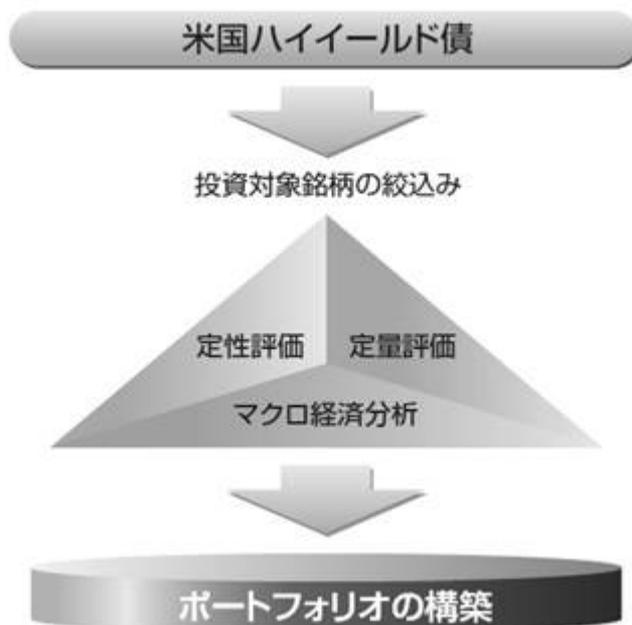 米国ハイイールド債
投資対象銘柄の絞込み
定性評価
定量評価
マクロ経済分析
ポートフォリオの構築